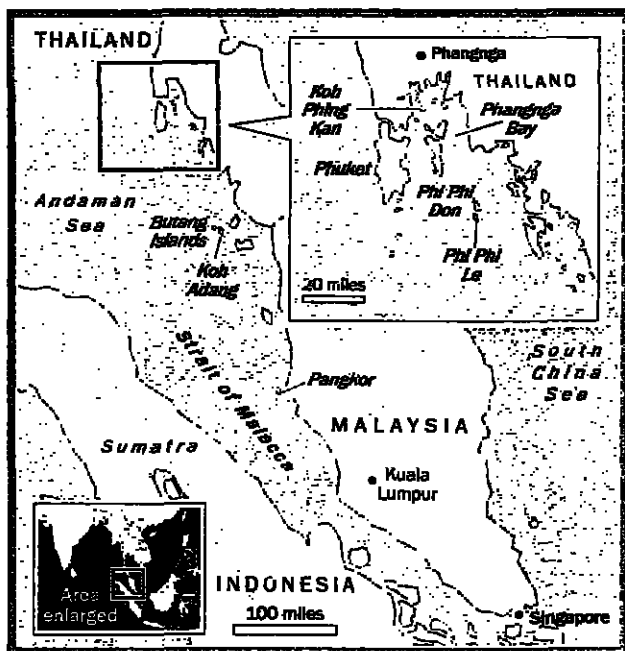 THAILAND
Phangnga
THAILAND
Koh
Phing
Kan
Phangnga
Bay
Phuket
Phi Phi
Don
Phi Phi
Le
20 miles
Andaman
Sea
Butang
Islands
Koh
Adang
Strait of Malacca
Pangkor
South
China
Sea
MALAYSIA
Sumatra
Kuala
Lumpur
Area
enlarged
INDONESIA
100 miles
Singapore